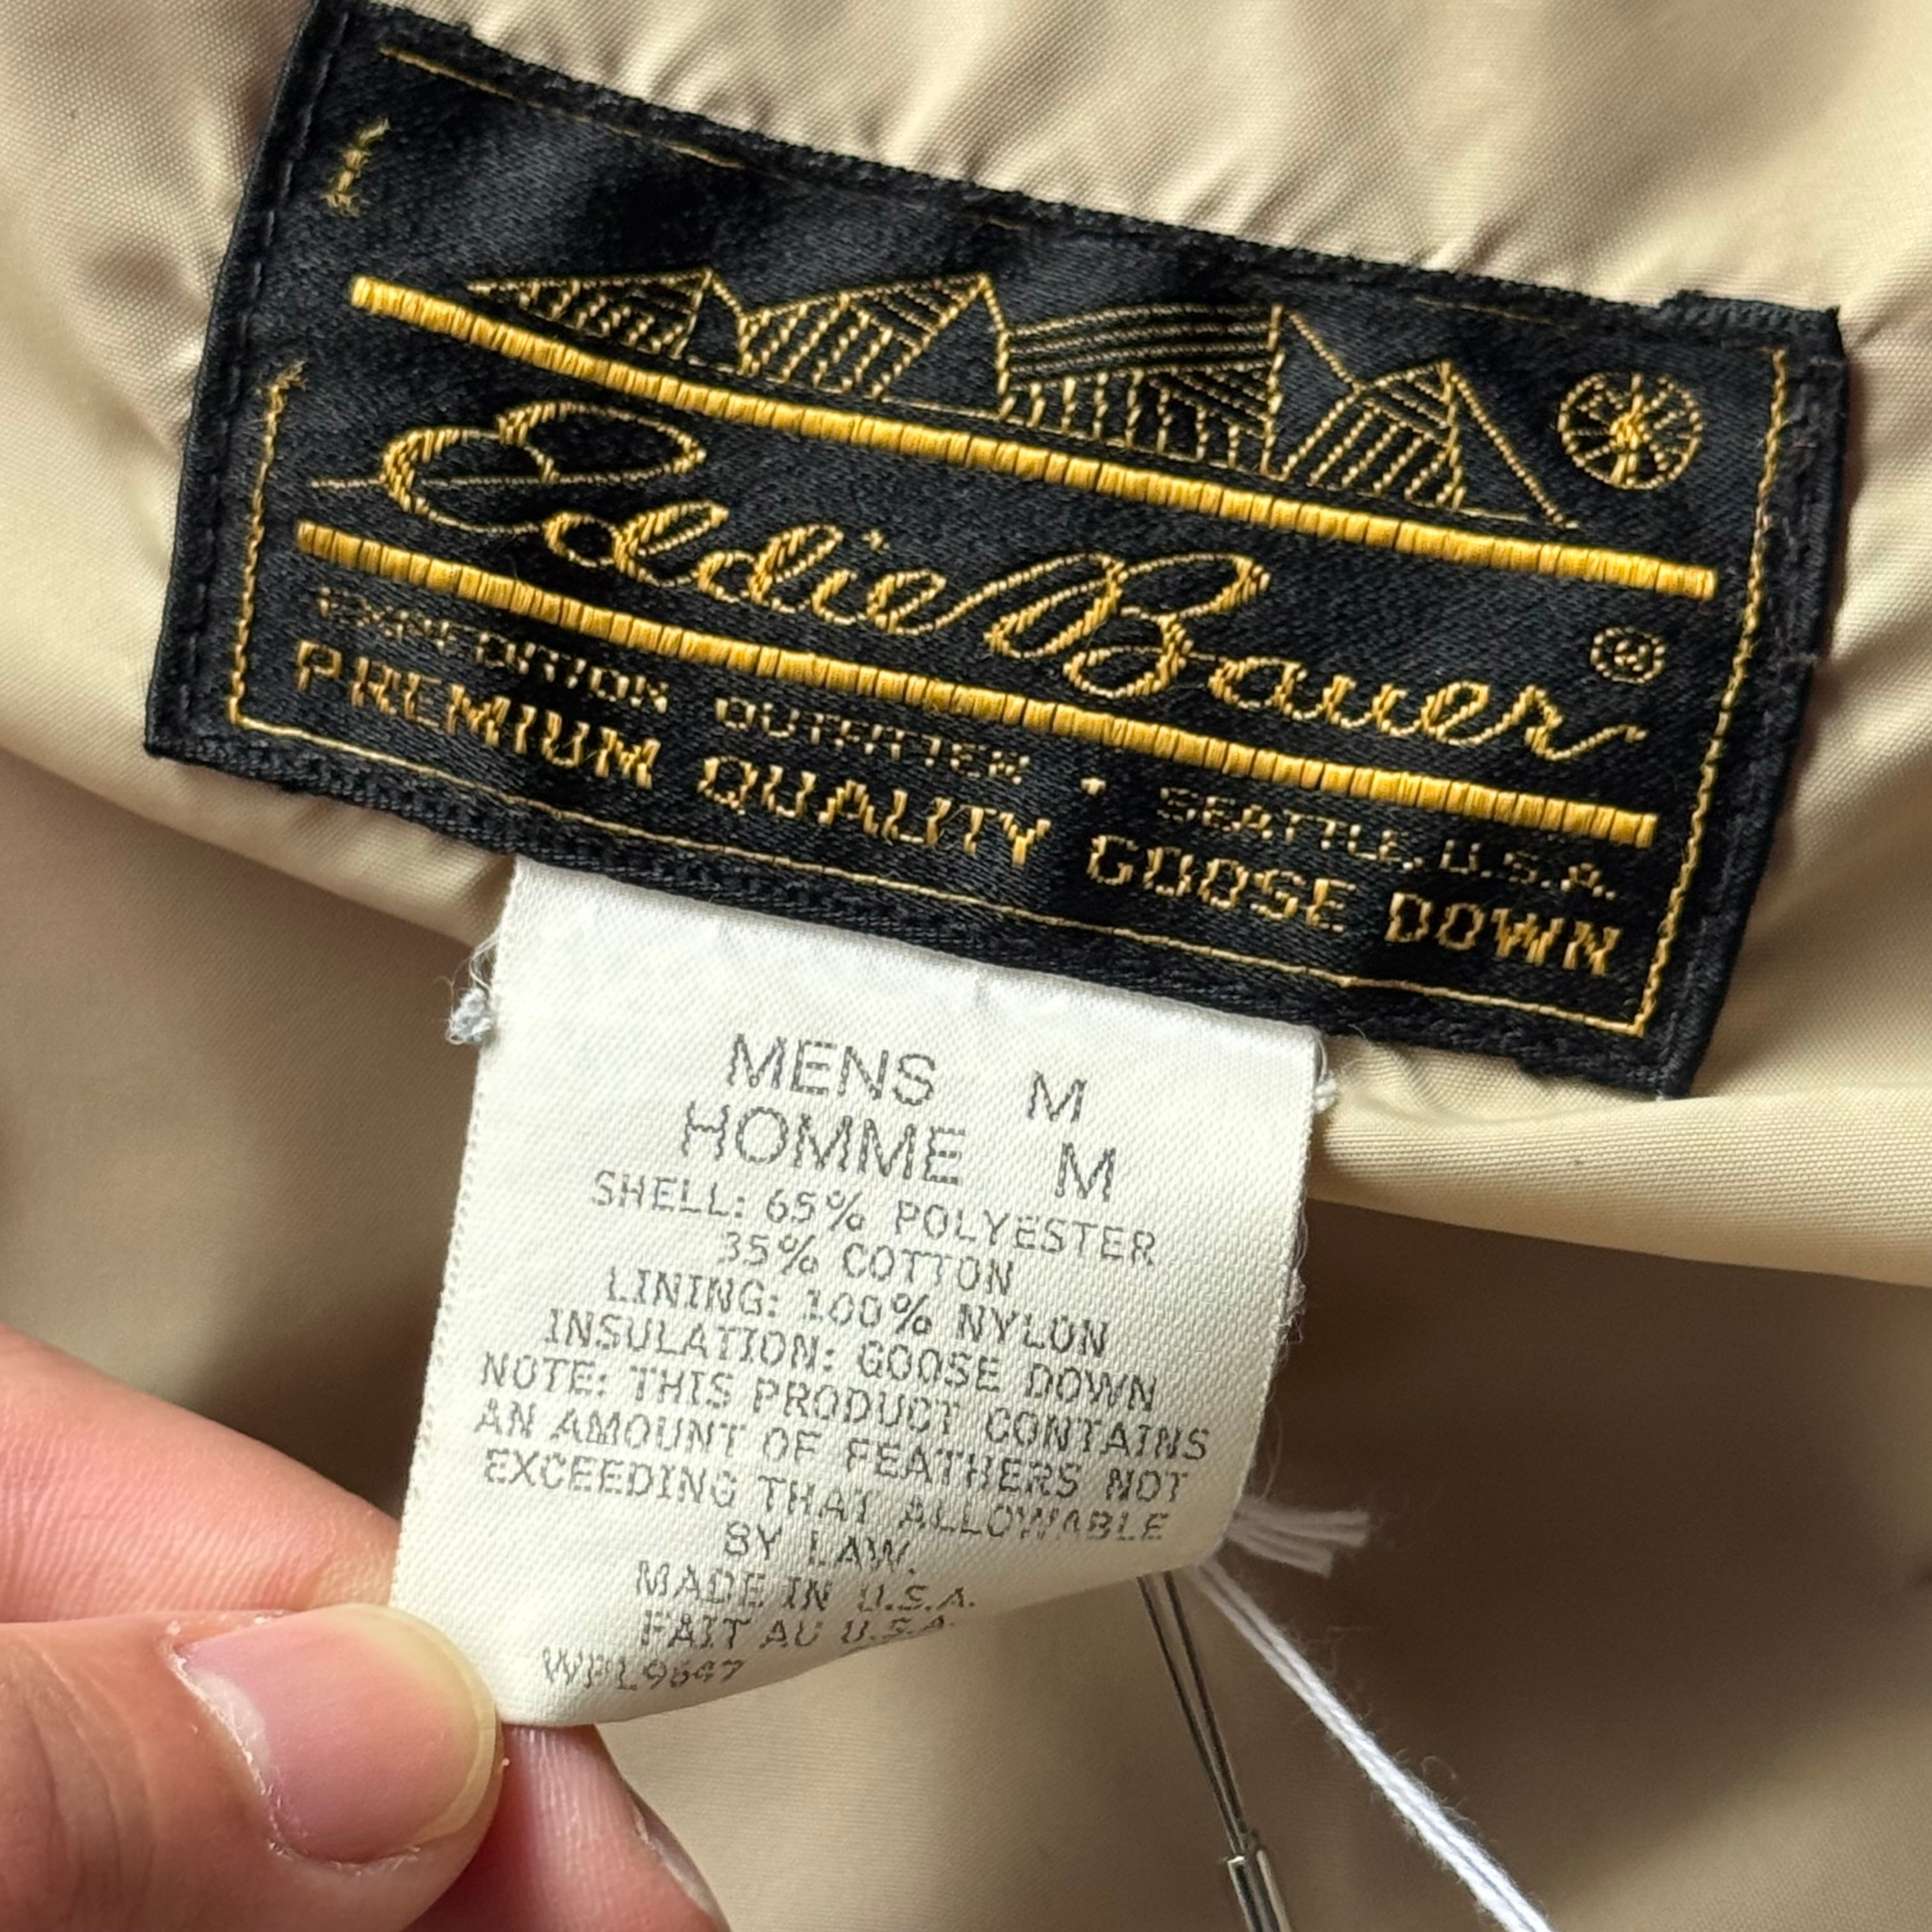 Eddie Bauer®
EXPEDITION OUTFITTER · SEATTLE, U.S.A.
PREMIUM QUALITY GOOSE DOWN
MENS M
HOMME M
SHELL: 65% POLYESTER
35% COTTON
LINING: 100% NYLON
INSULATION: GOOSE DOWN
NOTE: THIS PRODUCT CONTAINS
AN AMOUNT OF FEATHERS NOT
EXCEEDING THAT ALLOWABLE
BY LAW.
MADE IN U.S.A.
FAIT AU U.S.A.
WPL9647